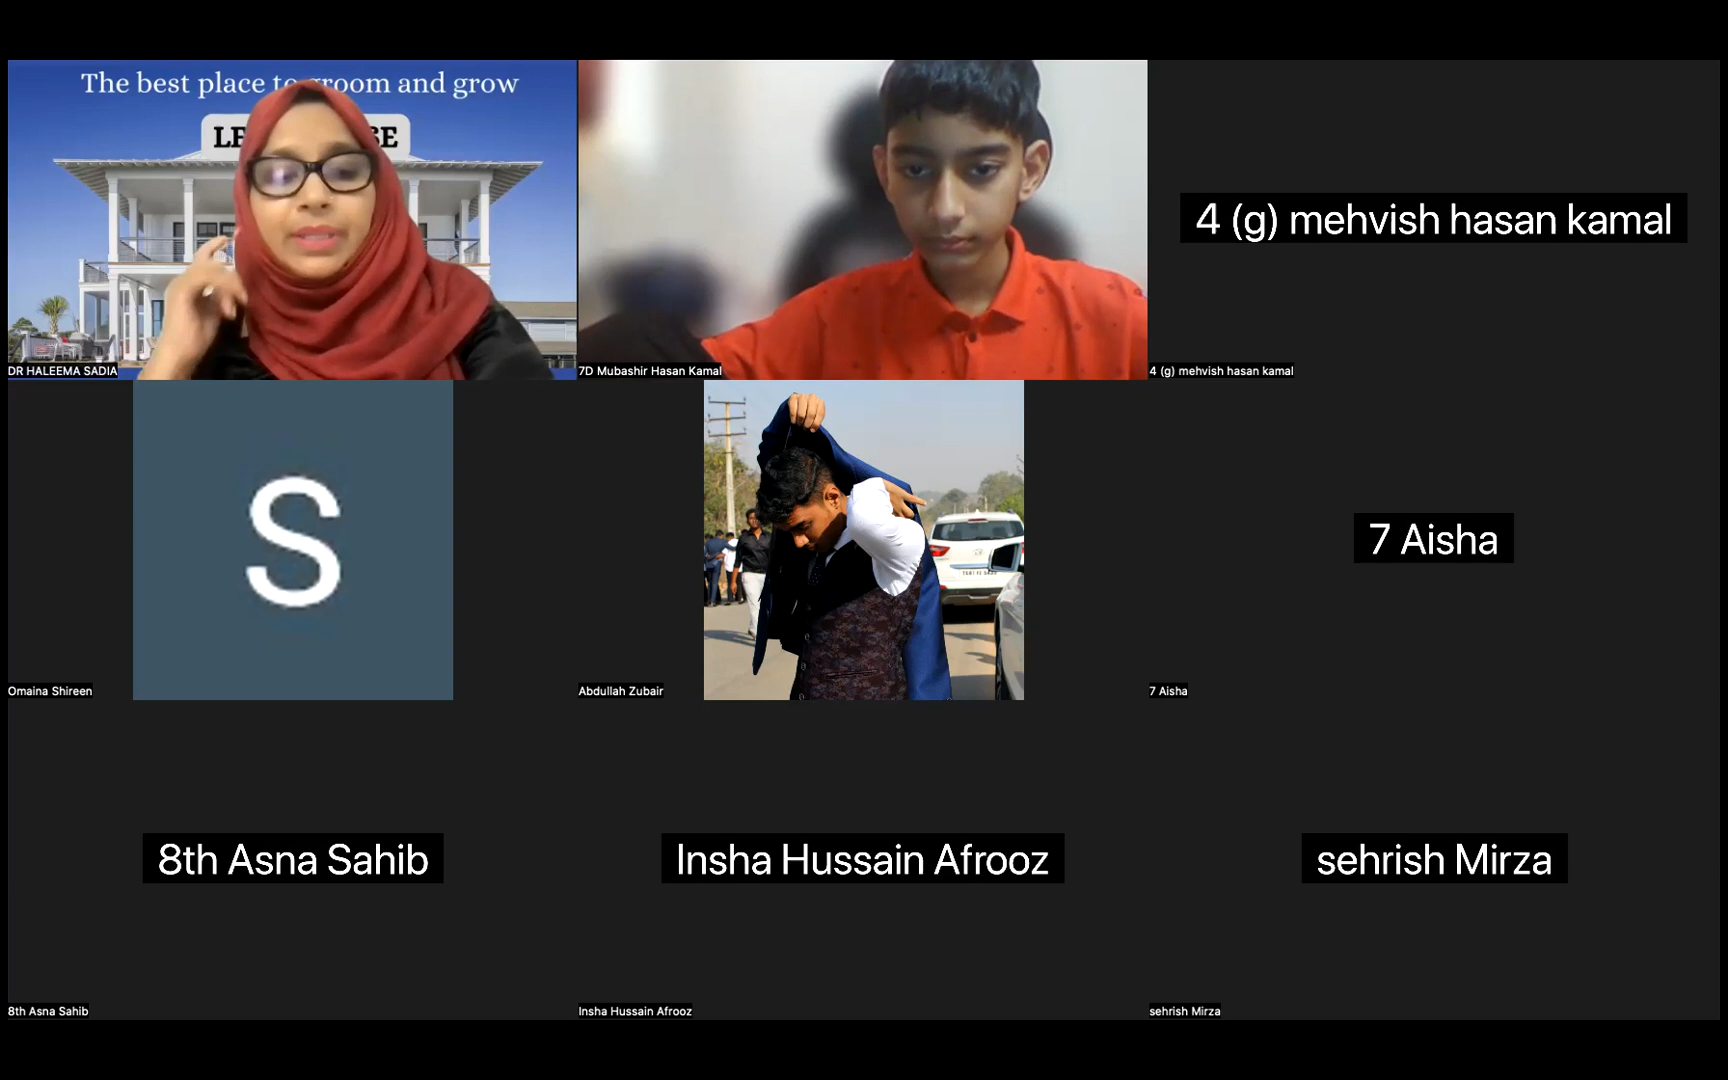 The best place to groom and grow
LE BE
DR HALEEMA SADIA
7D Mubashir Hasan Kamal
4 (g) mehvish hasan kamal
4 (g) mehvish hasan kamal
S
Omaina Shireen
Abdullah Zubair
7 Aisha
7 Aisha
8th Asna Sahib
8th Asna Sahib
Insha Hussain Afrooz
Insha Hussain Afrooz
sehrish Mirza
sehrish Mirza